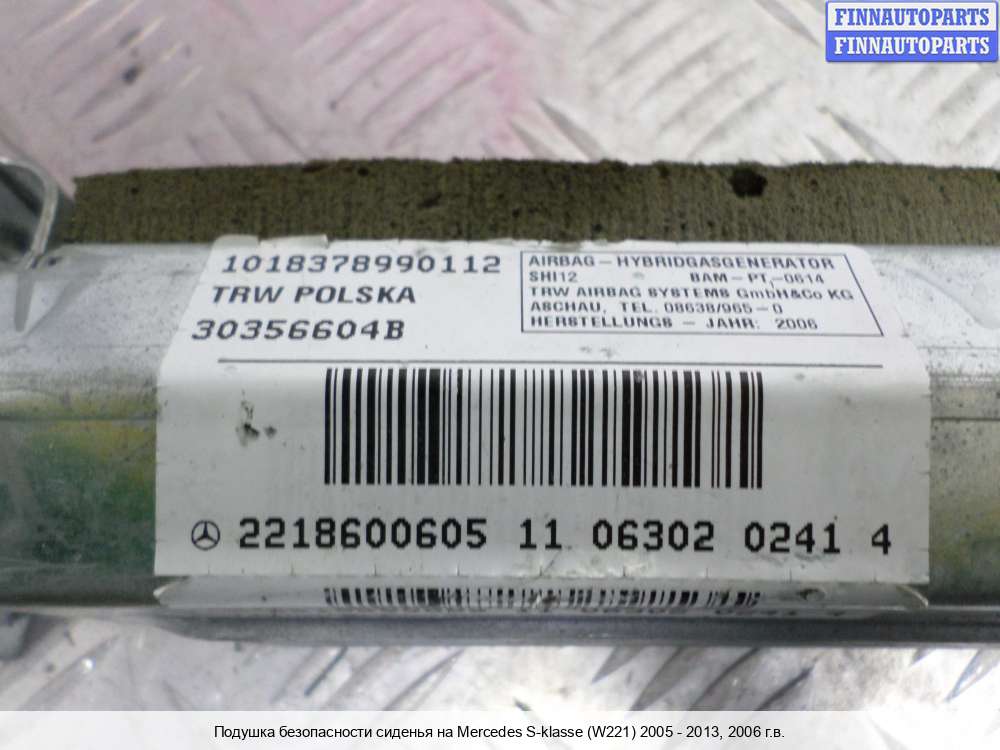 FINNAUTOPARTS
FINNAUTOPARTS
1018378990112
TRW POLSKA
30356604B
AIRBAG – HYBRIDGASGENERATOR
SHI12 BAM – PT,-0614
TRW AIRBAG SYSTEMS GmbH&Co KG
ASCHAU, TEL. 08638/965-0
HERSTELLUNGS – JAHR: 2006
2218600605 11 06302 0241 4
Подушка безопасности сиденья на Mercedes S-klasse (W221) 2005 - 2013, 2006 г.в.